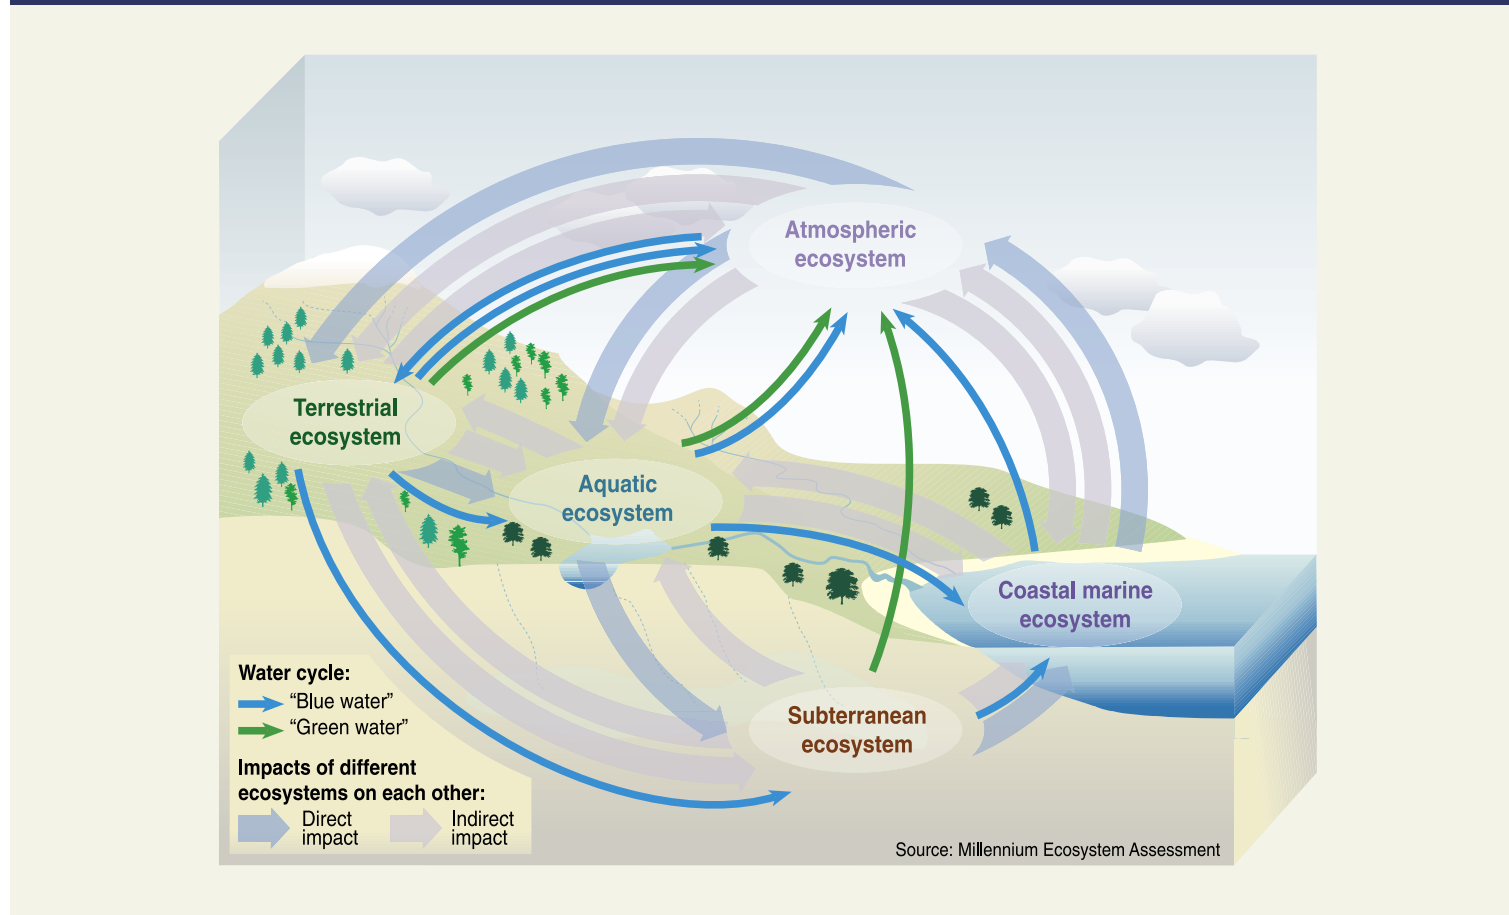 Atmospheric
ecosystem
Terrestrial
ecosystem
Aquatic
ecosystem
Coastal marine
ecosystem
Subterranean
ecosystem
Water cycle:
“Blue water”
“Green water”
Impacts of different
ecosystems on each other:
Direct
impact
Indirect
impact
Source: Millennium Ecosystem Assessment